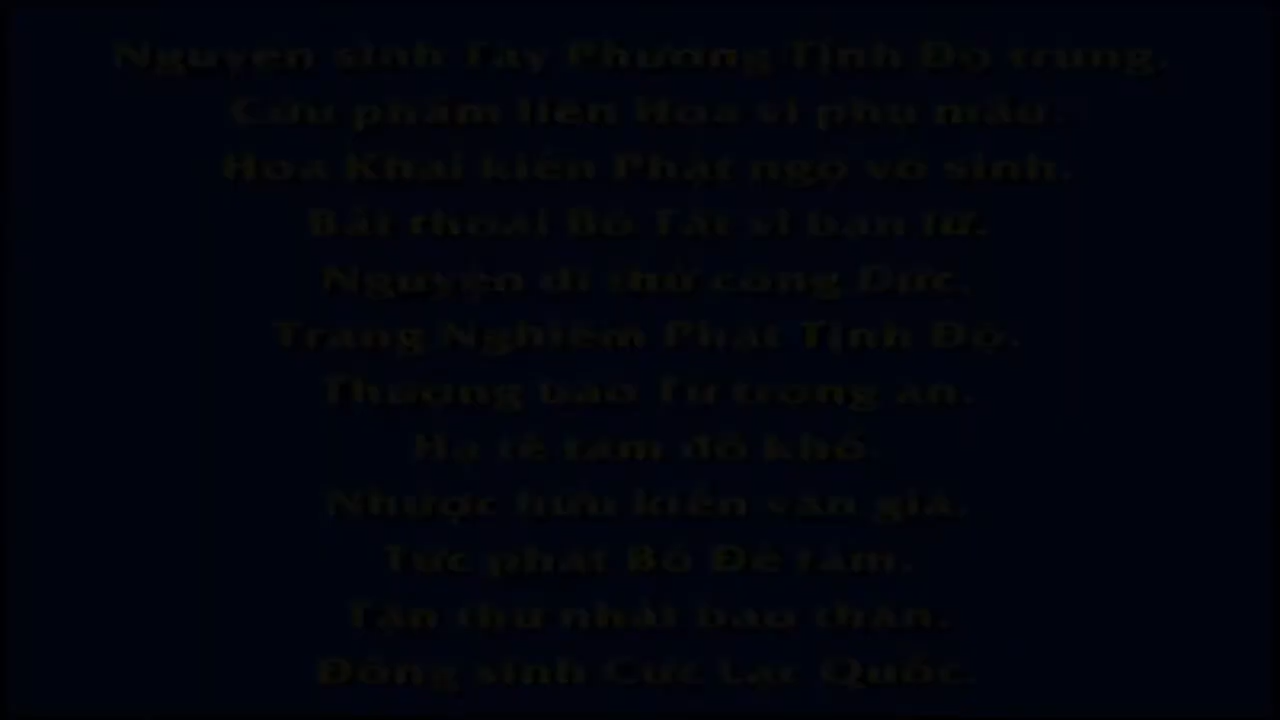 Nguyện sinh Tây Phương Tịnh Độ trung,
Cửu phẩm liên Hoa vi phụ mẫu
Hoa Khai kiến Phật ngộ vô sinh,
Bất thoái Bồ Tát vi bạn lữ.
Nguyện dĩ thử công Đức,
Trang Nghiêm Phật Tịnh Độ.
Thượng báo Tứ trọng ân.
Hạ tế tam đồ khổ
Nhược hữu kiến văn giả,
Tức phát Bồ Đề tâm,
Tận thử nhất báo thân,
Đồng sinh Cực Lạc Quốc.